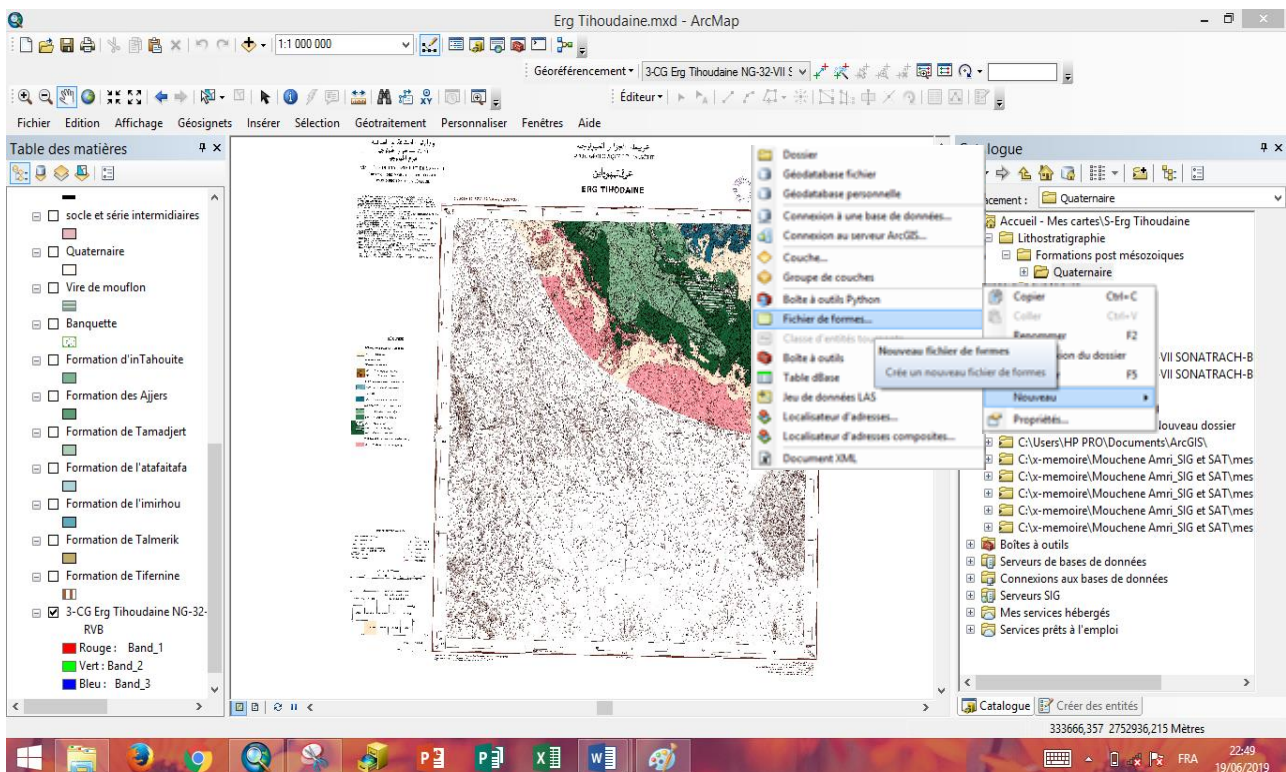 Erg Tihoudaine.mxd - ArcMap
1:1 000 000
Géoréférencement
3-CG Erg Tihoudaine NG-32-VII S
Éditeur
Fichier Edition Affichage Géosignets Insérer Sélection Géotraitement Personnaliser Fenêtres Aide
Table des matières
socle et série intermidiaires
Quaternaire
Vire de mouflon
Banquette
Formation d'inTahouite
Formation des Ajjers
Formation de Tamadjert
Formation de l'atafaitafa
Formation de l'imirhou
Formation de Talmerik
Formation de Tifernine
3-CG Erg Tihoudaine NG-32-
RVB
Rouge : Band_1
Vert : Band_2
Bleu : Band_3
ERG TIHODAINE
Dossier
Géodatabase fichier
Géodatabase personnelle
Connexion à une base de données...
Connexion au serveur ArcGIS...
Couche...
Groupe de couches
Boîte à outils Python
Fichier de formes...
Classe d'entités
Boîte à outils
Table dBase
Jeu de données LAS
Localisateur d'adresses...
Localisateur d'adresses composites...
Document XML
Nouveau fichier de formes
Crée un nouveau fichier de formes
Copier Ctrl+C
Coller Ctrl+V
Renommer F2
ion du dossier
F5
Nouveau
Propriétés...
logue
cement :
Quaternaire
Accueil - Mes cartes\S-Erg Tihoudaine
Lithostratigraphie
Formations post mésozoiques
Quaternaire
-VII SONATRACH-B
-VII SONATRACH-B
ouveau dossier
C:\Users\HP PRO\Documents\ArcGIS\
C:\x-memoire\Mouchene Amri_SIG et SAT\mes
C:\x-memoire\Mouchene Amri_SIG et SAT\mes
C:\x-memoire\Mouchene Amri_SIG et SAT\mes
C:\x-memoire\Mouchene Amri_SIG et SAT\mes
Boîtes à outils
Serveurs de bases de données
Connexions aux bases de données
Serveurs SIG
Mes services hébergés
Services prêts à l'emploi
Catalogue
Créer des entités
333666,357 2752936,215 Mètres
FRA
22:49
19/06/2019